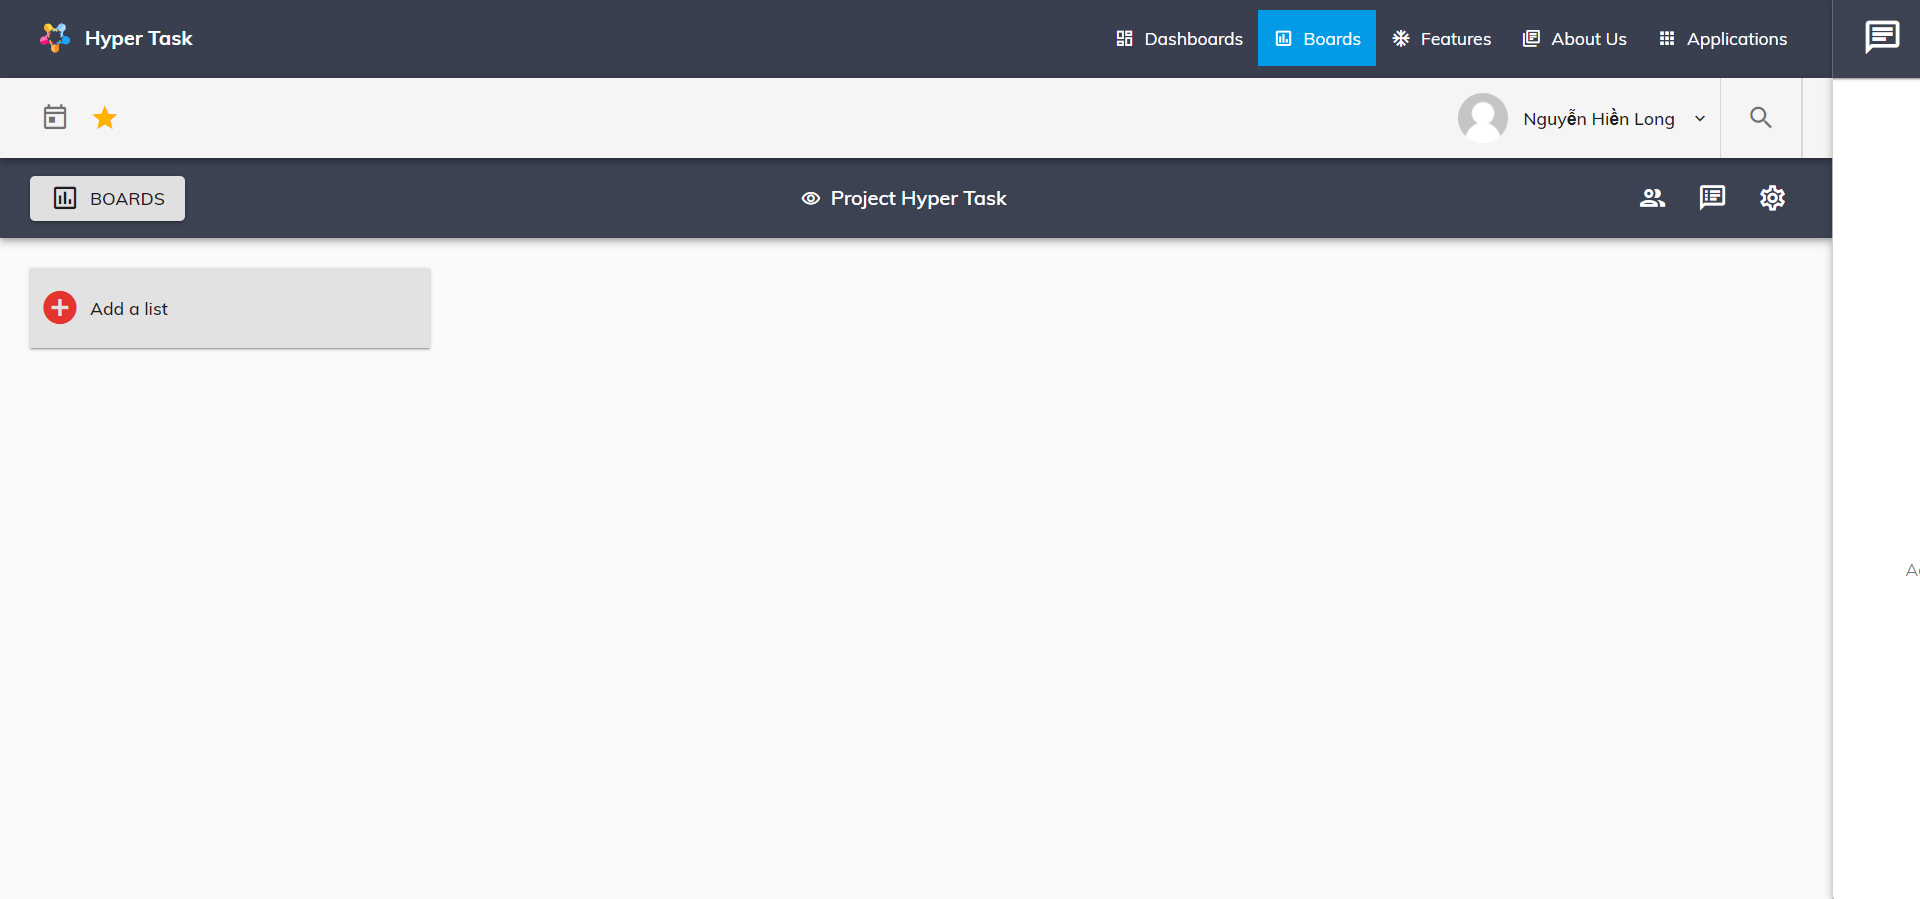 Hyper Task
Dashboards
Boards
Features
About Us
Applications
Nguyễn Hiền Long
BOARDS
Project Hyper Task
Add a list